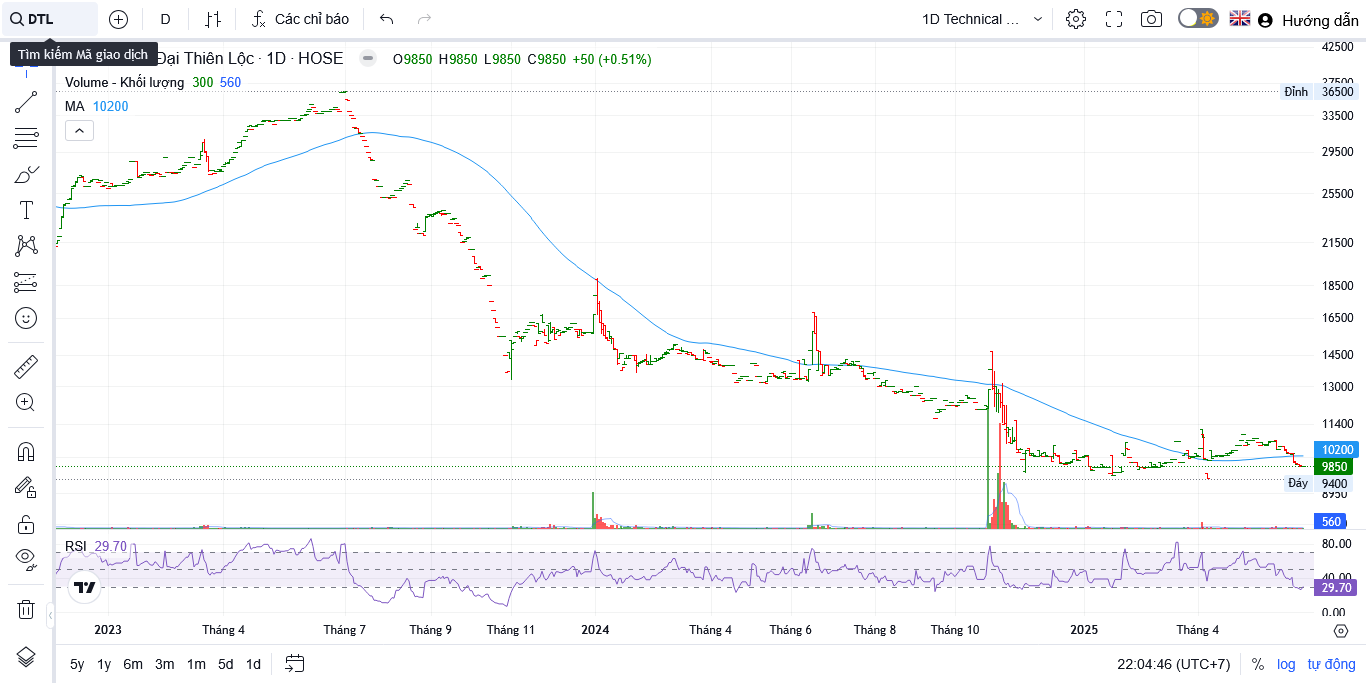 DTL
D
Các chỉ báo
1D Technical ...
Hướng dẫn
Tìm kiếm Mã giao dịch
Đại Thiên Lộc · 1D · HOSE
O9850 H9850 L9850 C9850 +50 (+0.51%)
Volume - Khối lượng 300 560
MA 10200
42500
37500
Đỉnh 36500
33500
29500
25500
21500
18500
16500
14500
13000
11400
10200
9850
Đáy 9400
8950
560
RSI 29.70
80.00
40.00
29.70
0.00
2023 Tháng 4 Tháng 7 Tháng 9 Tháng 11 2024 Tháng 4 Tháng 6 Tháng 8 Tháng 10 2025 Tháng 4
5y 1y 6m 3m 1m 5d 1d
22:04:46 (UTC+7) % log tự động